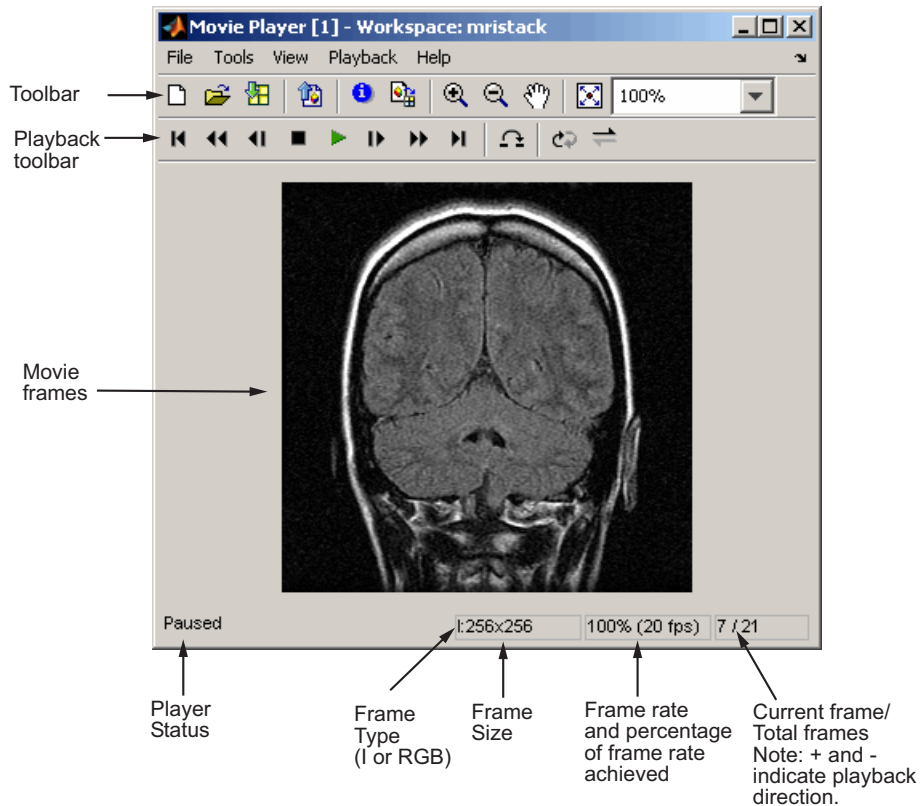 Movie Player [1] - Workspace: mristack
File Tools View Playback Help
Toolbar
100%
Playback
toolbar
Movie
frames
Paused
I:256x256
100% (20 fps)
7 / 21
Player
Status
Frame
Type
(I or RGB)
Frame
Size
Frame rate
and percentage
of frame rate
achieved
Current frame/
Total frames
Note: + and -
indicate playback
direction.